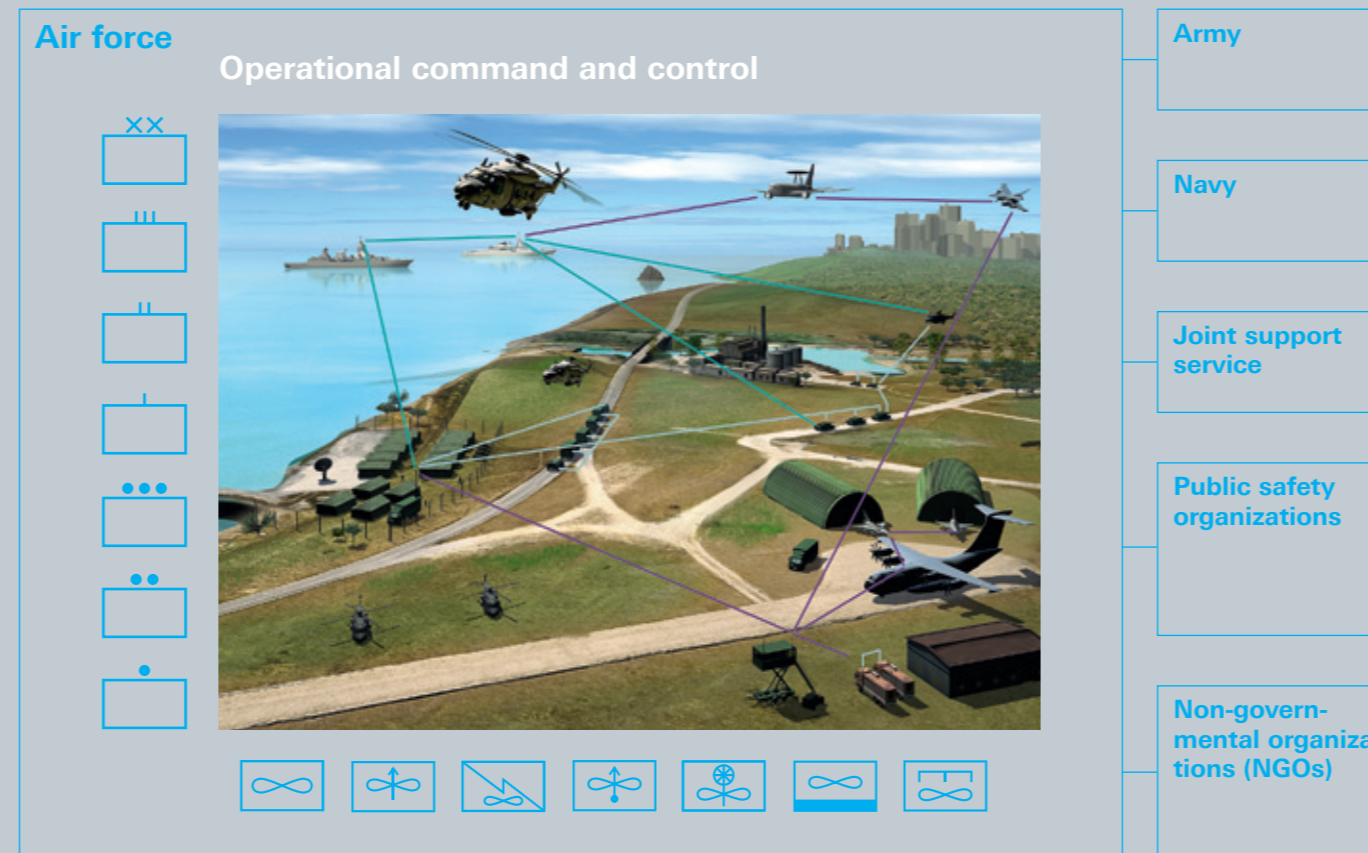 Air force
Operational command and control
Army
Navy
Joint support
service
Public safety
organizations
Non-govern-
mental organiza
tions (NGOs)